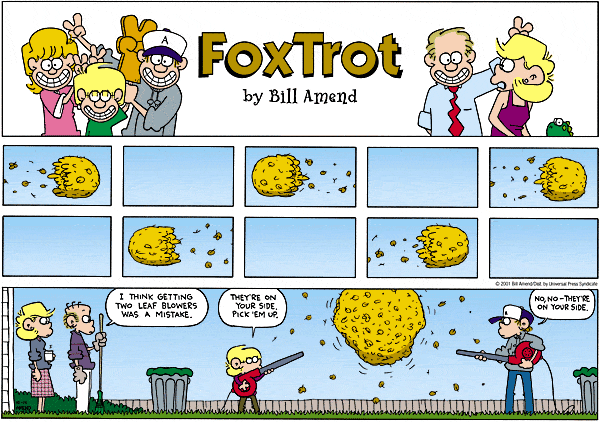 A
FoxTrot
by Bill Amend
© 2001 Bill Amend/Dist. by Universal Press Syndicate
I THINK GETTING
TWO LEAF BLOWERS
WAS A MISTAKE.
THEY'RE ON
YOUR SIDE.
PICK 'EM UP.
NO, NO–THEY'RE
ON YOUR SIDE.